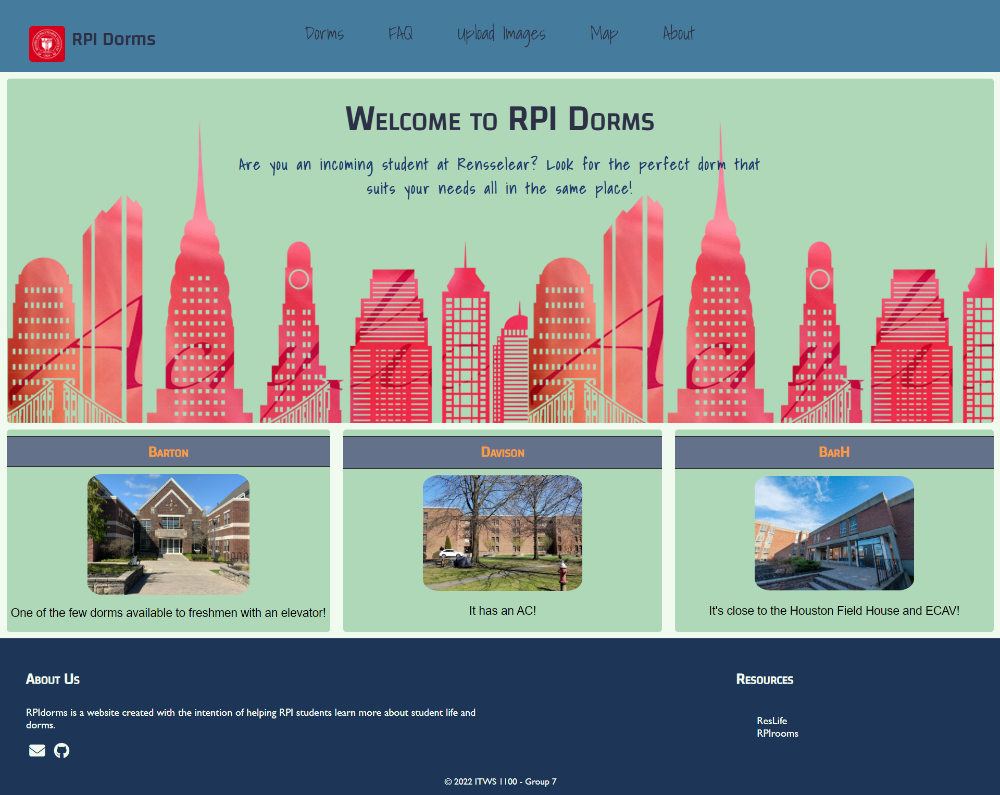 RPI Dorms
Dorms FAQ Upload Images Map About
Welcome to RPI Dorms
Are you an incoming student at Rensselear? Look for the perfect dorm that
suits your needs all in the same place!
Barton
Davison
BarH
One of the few dorms available to freshmen with an elevator!
It has an AC!
It's close to the Houston Field House and ECAV!
About Us
RPIdorms is a website created with the intention of helping RPI students learn more about student life and
dorms.
Resources
ResLife
RPIrooms
© 2022 ITWS 1100 - Group 7